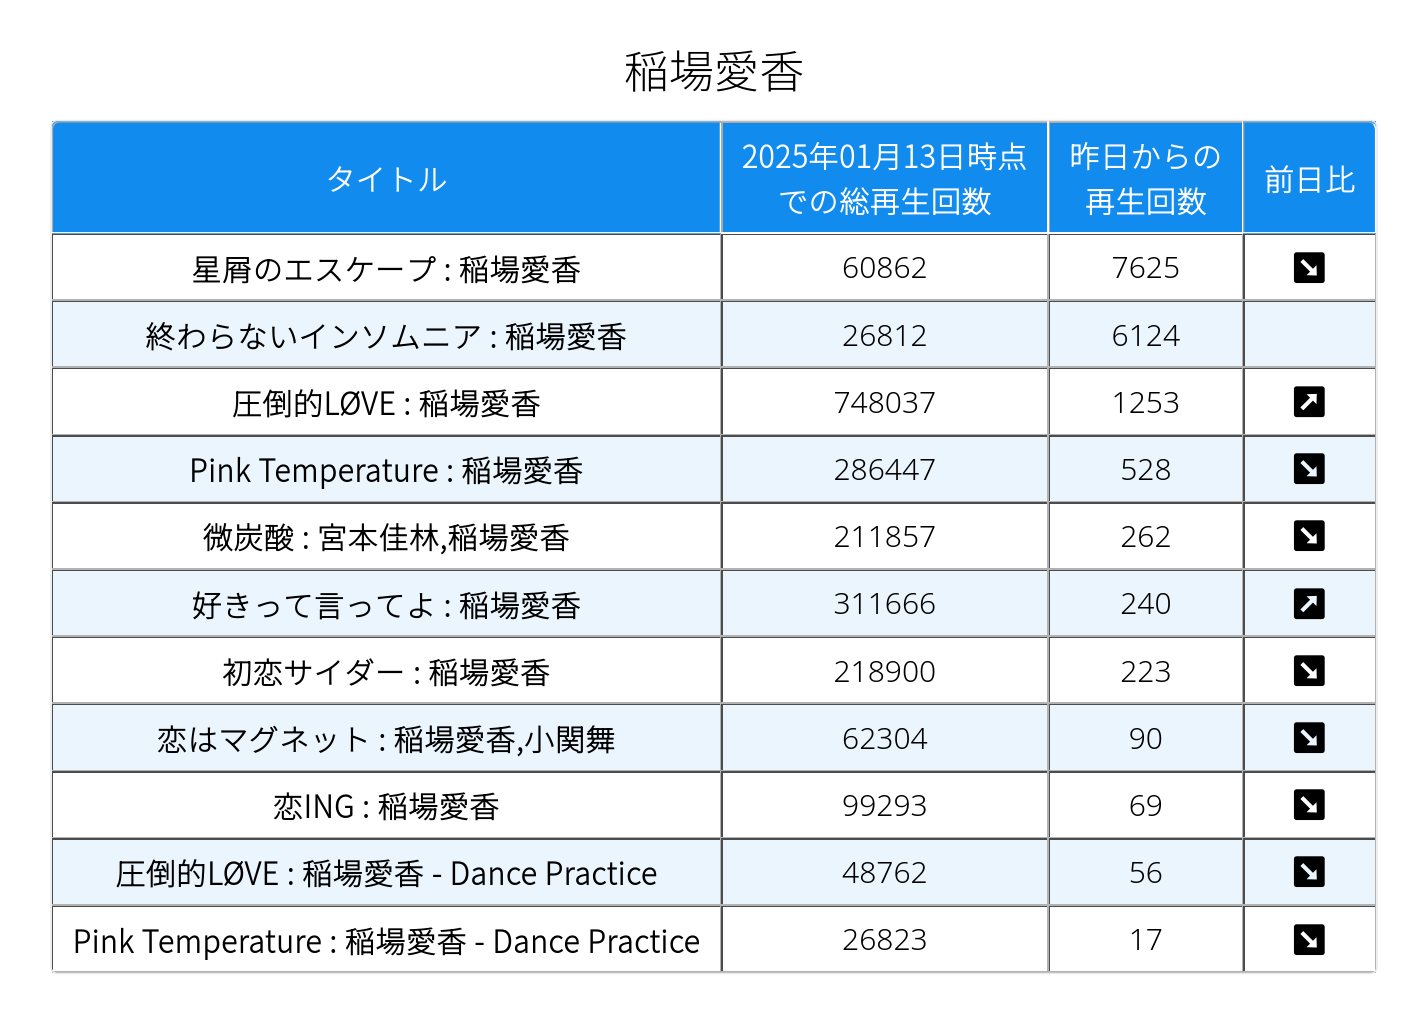 稲場愛香
タイトル 2025年01月13日時点での総再生回数 昨日からの再生回数 前日比
星屑のエスケープ : 稲場愛香 60862 7625 ↘
終わらないインソムニア : 稲場愛香 26812 6124
圧倒的LØVE : 稲場愛香 748037 1253 ↗
Pink Temperature : 稲場愛香 286447 528 ↘
微炭酸 : 宮本佳林,稲場愛香 211857 262 ↘
好きって言ってよ : 稲場愛香 311666 240 ↗
初恋サイダー : 稲場愛香 218900 223 ↘
恋はマグネット : 稲場愛香,小関舞 62304 90 ↘
恋ING : 稲場愛香 99293 69 ↘
圧倒的LØVE : 稲場愛香 - Dance Practice 48762 56 ↘
Pink Temperature : 稲場愛香 - Dance Practice 26823 17 ↘